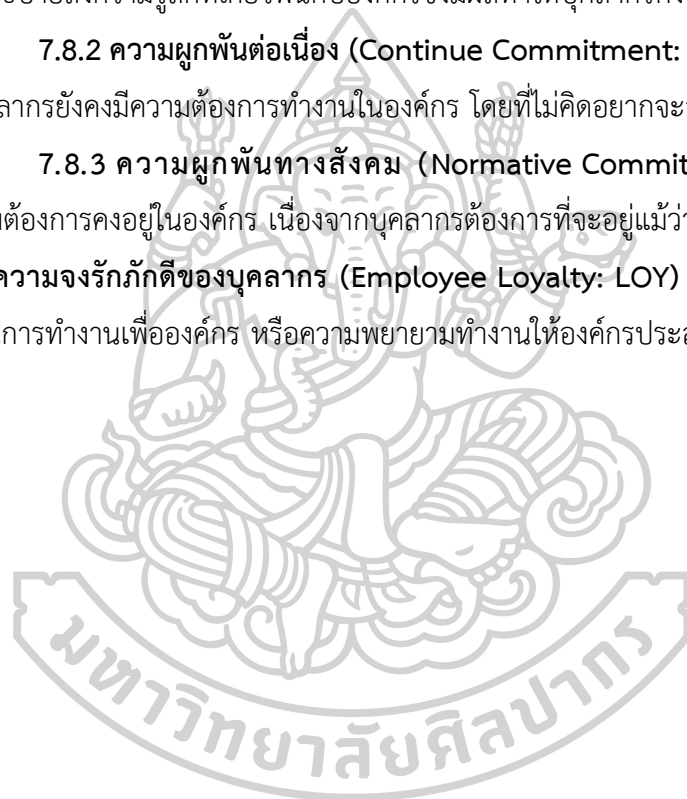 7.8.2 ความผูกพันต่อเนื่อง (Continue Commitment:
ลากรยังคงมีความต้องการทำงานในองค์กร โดยที่ไม่คิดอยากจะ
7.8.3 ความผูกพันทางสังคม (Normative Commit
ต้องการคงอยู่ในองค์กร เนื่องจากบุคลากรต้องการที่จะอยู่แม้ว่า
ความจงรักภักดีของบุคลากร (Employee Loyalty: LOY)
การทำงานเพื่อองค์กร หรือความพยายามทำงานให้องค์กรประส
มหาวิทยาลัยศิลปากร